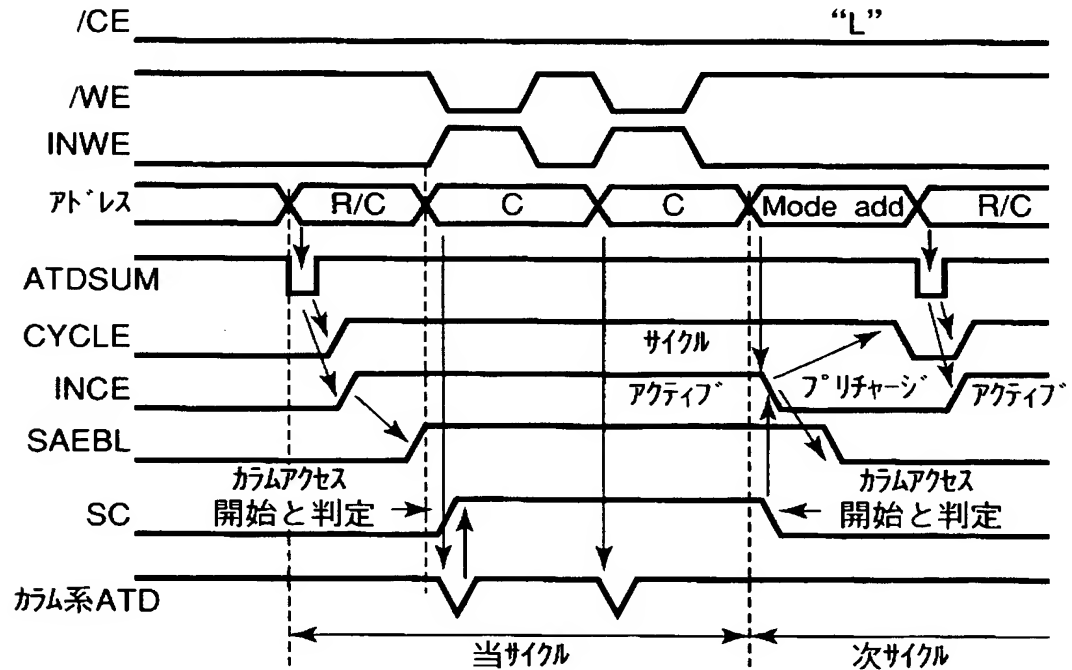 /CE “L”
/WE
INWE
アドレス R/C C C Mode add R/C
ATDSUM
CYCLE サイクル
INCE アクティブ プリチャージ アクティブ
SAEBL
カラムアクセス カラムアクセス
SC 開始と判定 開始と判定
カラム系ATD
当サイクル 次サイクル